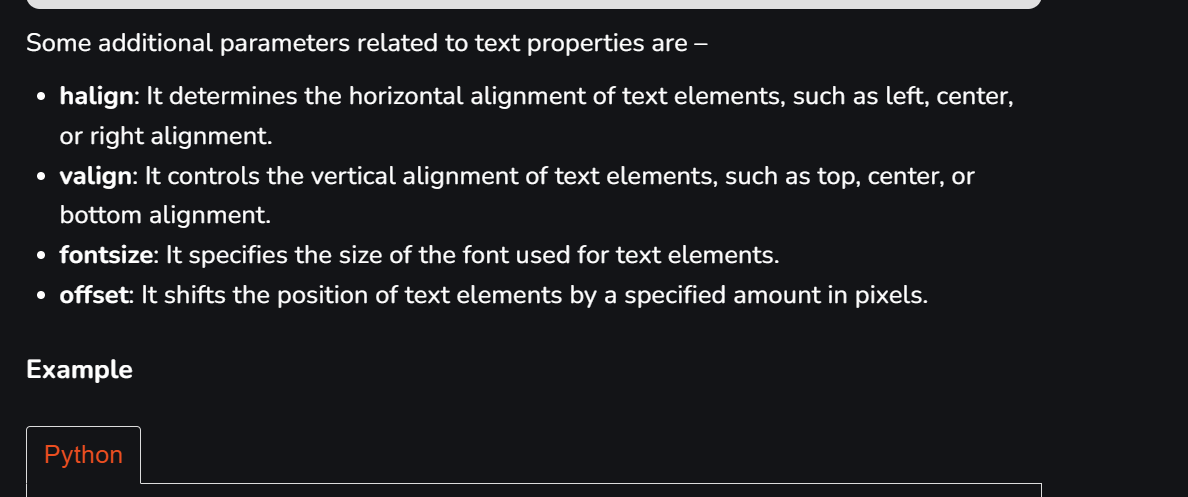 Some additional parameters related to text properties are –
• halign: It determines the horizontal alignment of text elements, such as left, center,
or right alignment.
• valign: It controls the vertical alignment of text elements, such as top, center, or
bottom alignment.
• fontsize: It specifies the size of the font used for text elements.
• offset: It shifts the position of text elements by a specified amount in pixels.
Example
Python